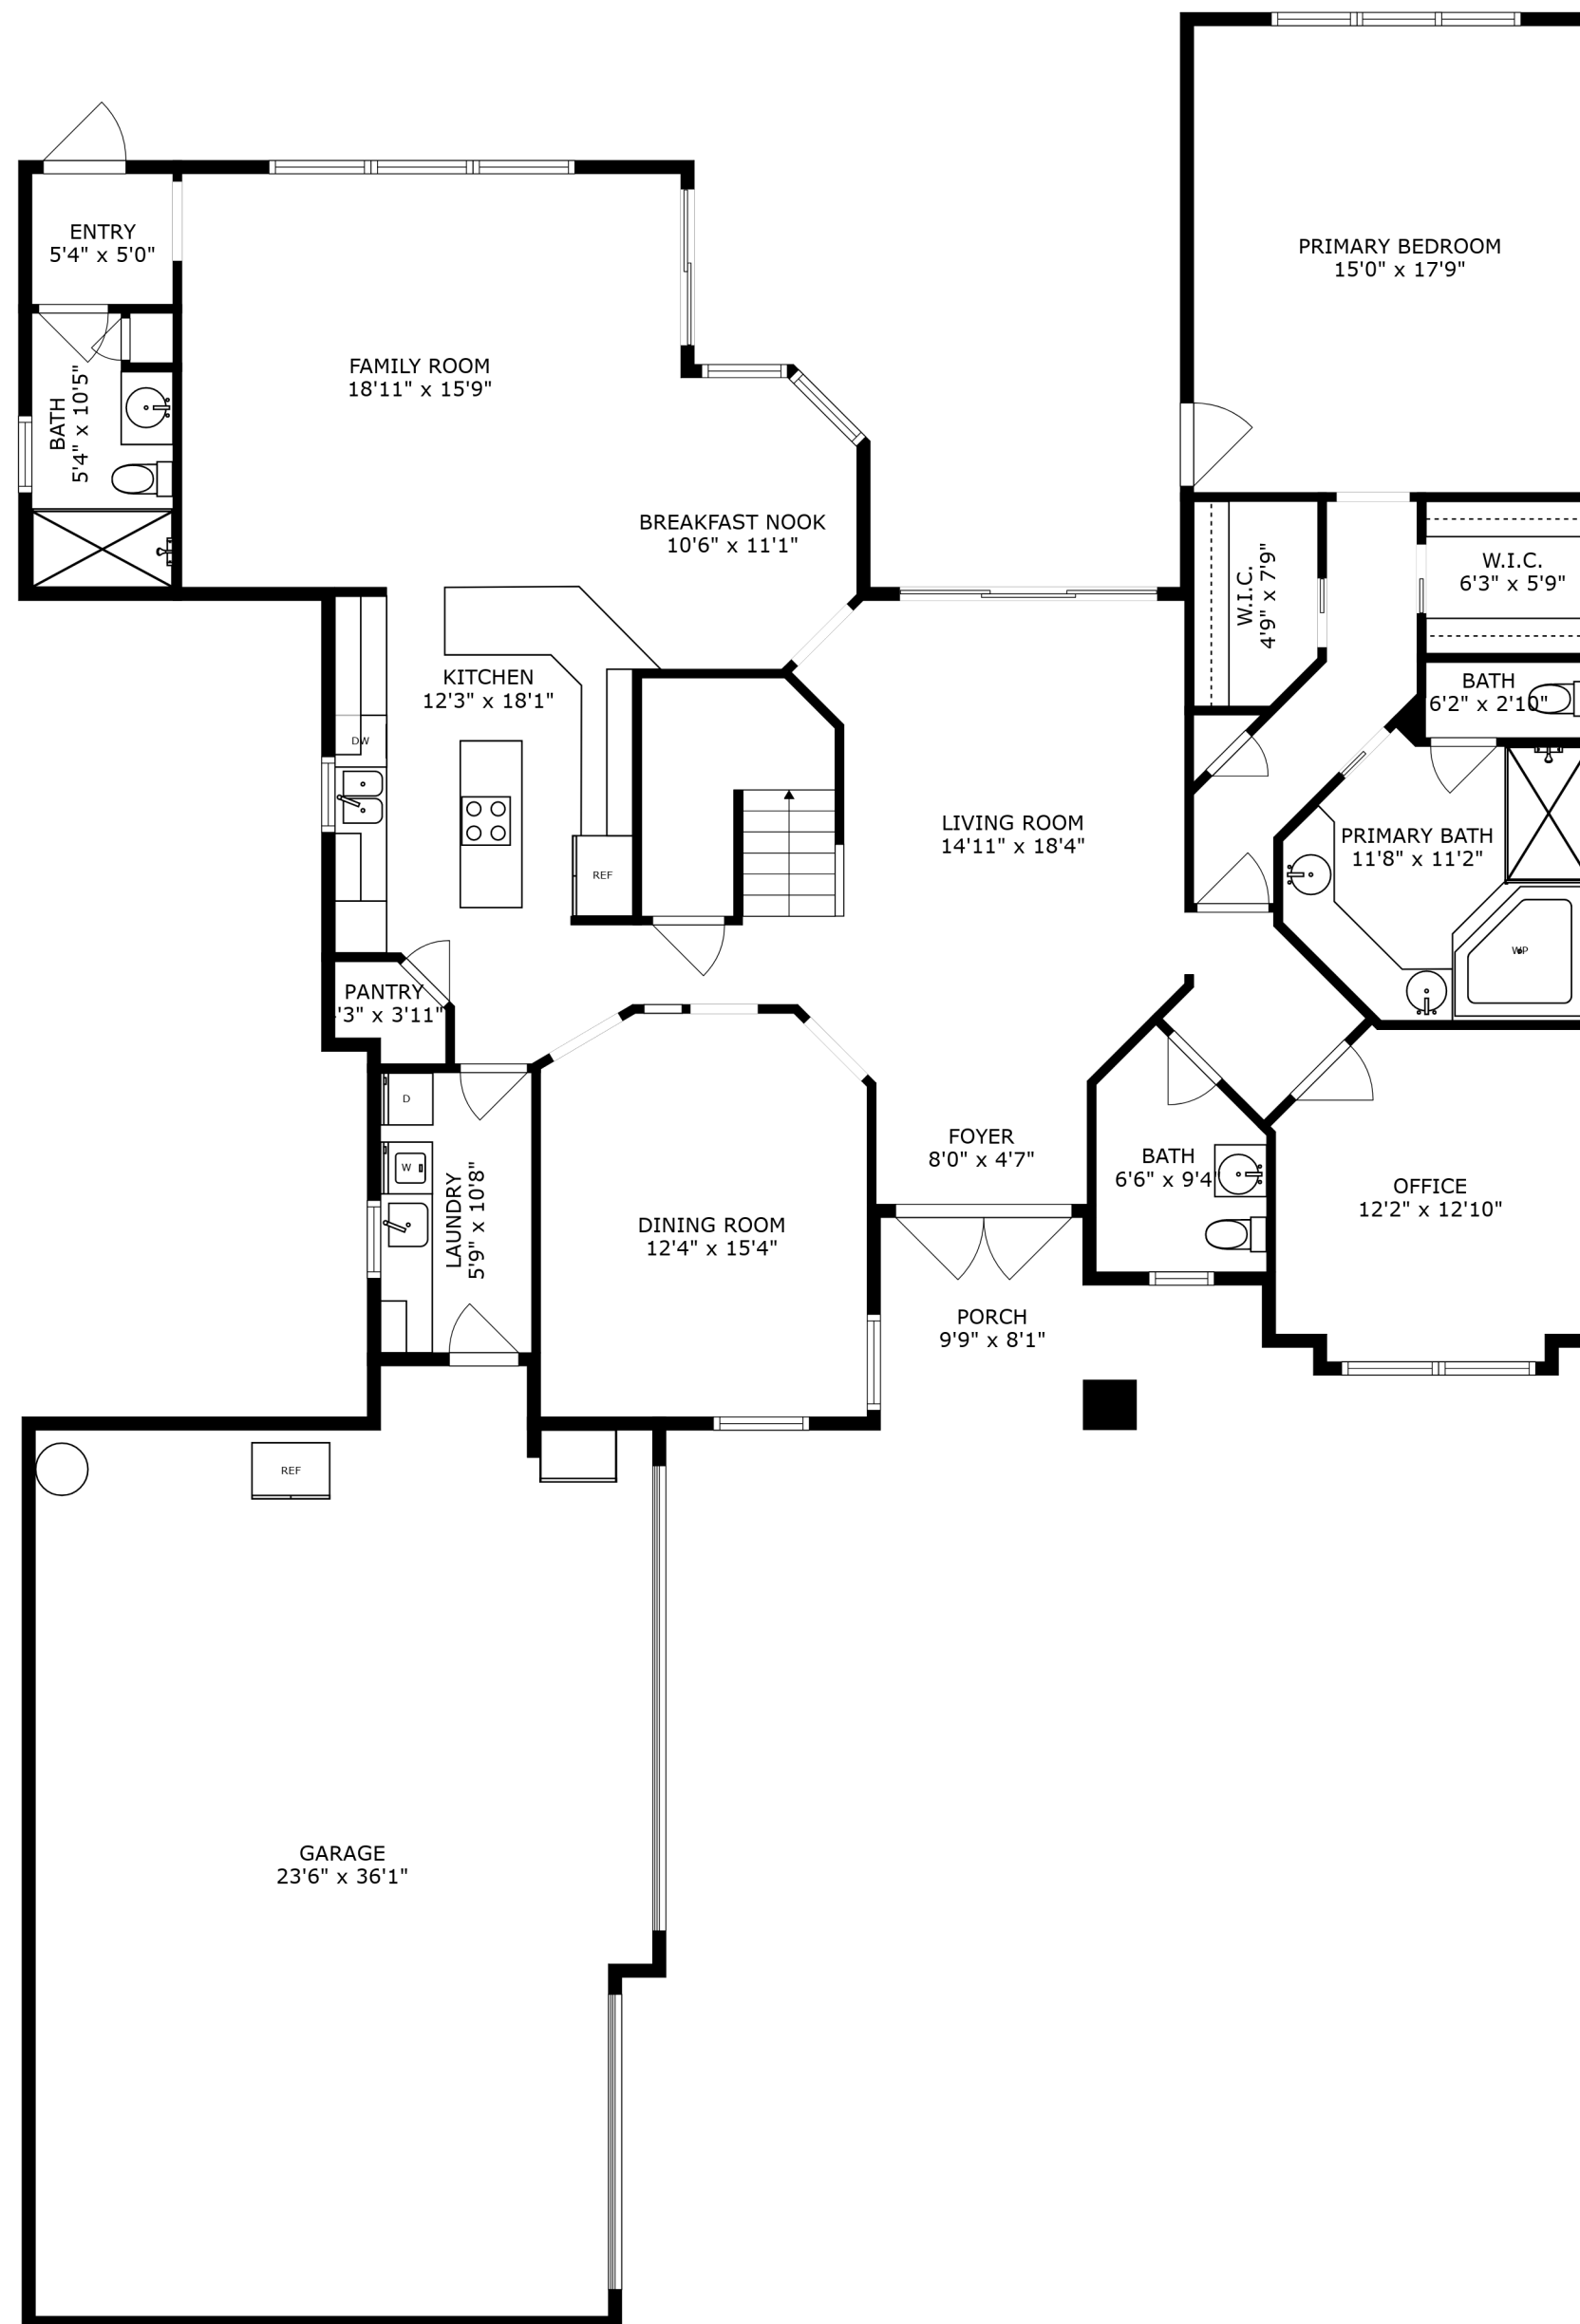 PRIMARY BEDROOM
15'0" x 17'9"
ENTRY
5'4" x 5'0"
FAMILY ROOM
18'11" x 15'9"
BATH
5'4" x 10'5"
BREAKFAST NOOK
10'6" x 11'1"
W.I.C.
4'9" x 7'9"
W.I.C.
6'3" x 5'9"
KITCHEN
12'3" x 18'1"
BATH
6'2" x 2'10"
DW
LIVING ROOM
14'11" x 18'4"
PRIMARY BATH
11'8" x 11'2"
REF
WP
PANTRY
'3" x 3'11"
D
W
LAUNDRY
5'9" x 10'8"
FOYER
8'0" x 4'7"
BATH
6'6" x 9'4"
OFFICE
12'2" x 12'10"
DINING ROOM
12'4" x 15'4"
PORCH
9'9" x 8'1"
REF
GARAGE
23'6" x 36'1"